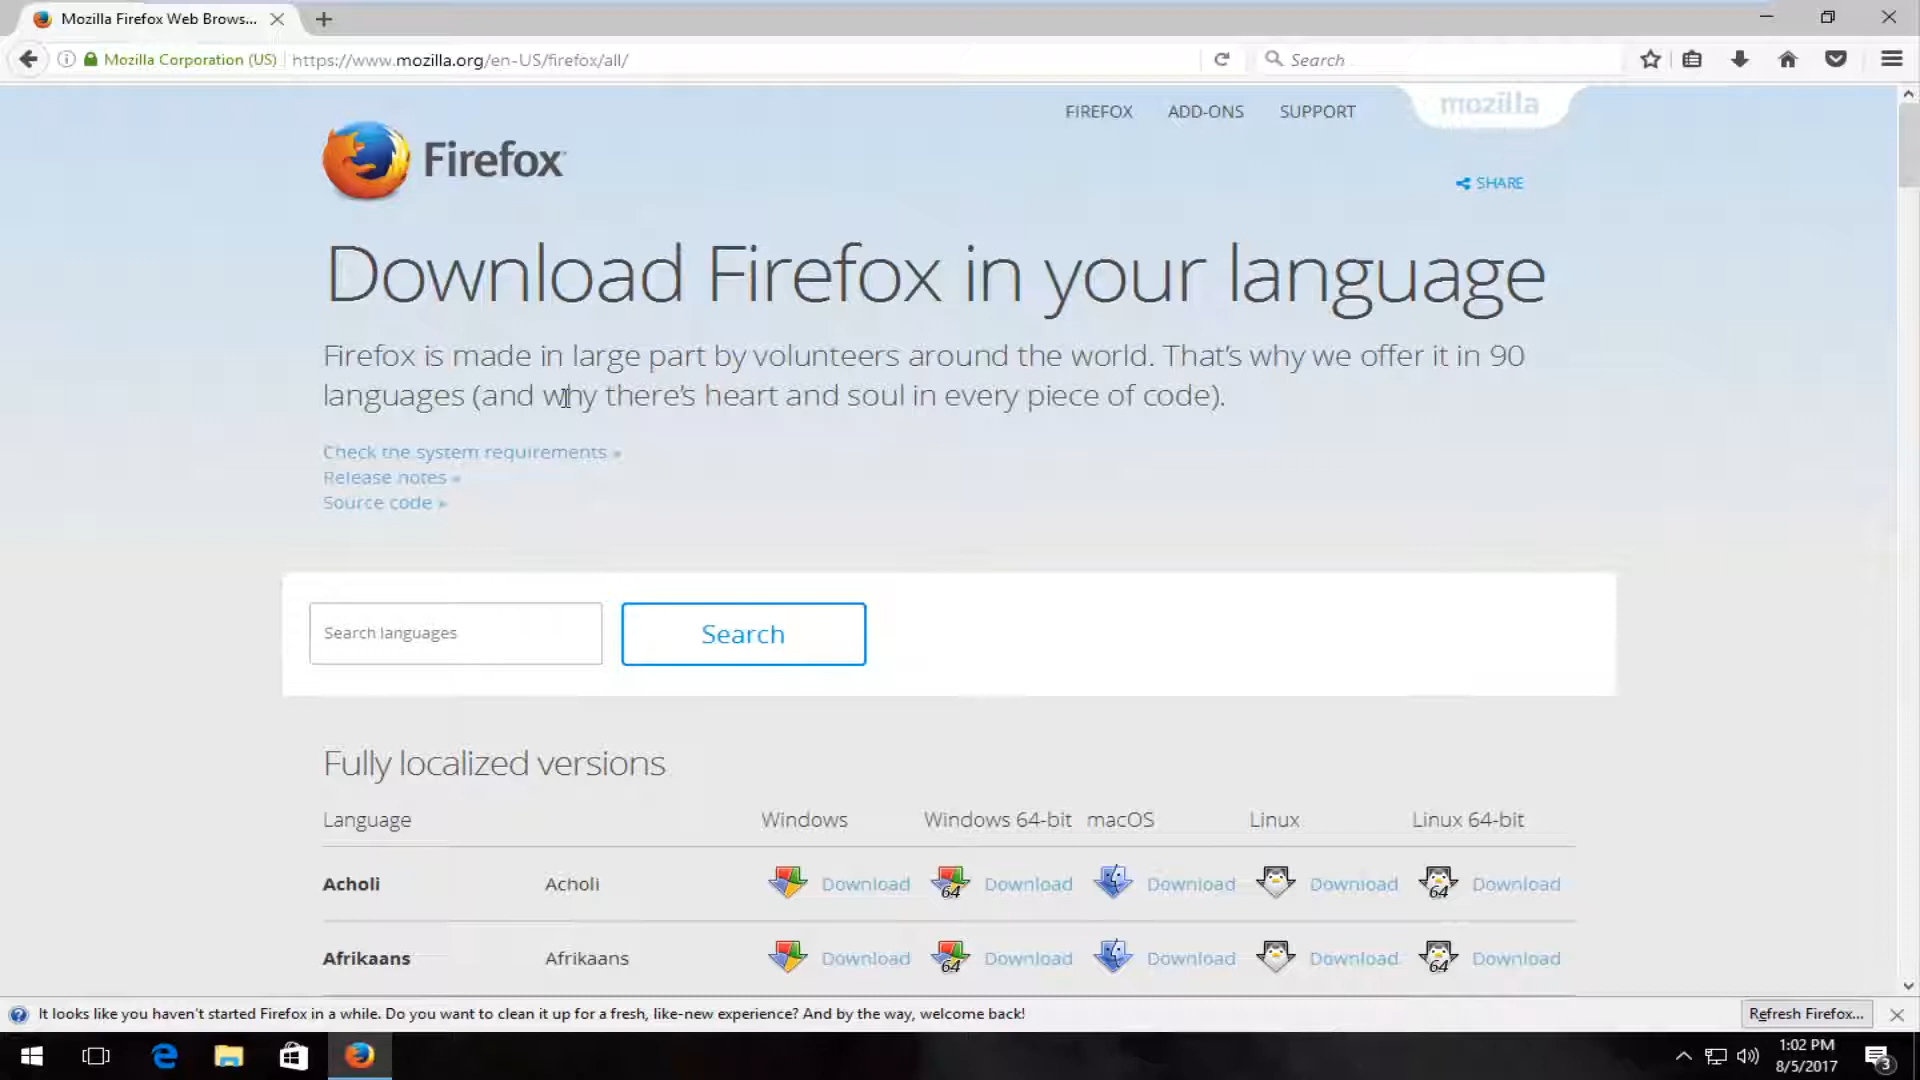 Mozilla Firefox Web Brows...
Mozilla Corporation (US) https://www.mozilla.org/en-US/firefox/all/ Search
FIREFOX ADD-ONS SUPPORT mozilla
Firefox
SHARE
Download Firefox in your language
Firefox is made in large part by volunteers around the world. That's why we offer it in 90
languages (and why there's heart and soul in every piece of code).
Check the system requirements »
Release notes »
Source code »
Search languages Search
Fully localized versions
Language Windows Windows 64-bit macOS Linux Linux 64-bit
Acholi Acholi Download 64 Download Download Download 64 Download
Afrikaans Afrikaans Download 64 Download Download Download 64 Download
It looks like you haven't started Firefox in a while. Do you want to clean it up for a fresh, like-new experience? And by the way, welcome back! Refresh Firefox...
1:02 PM
8/5/2017
3